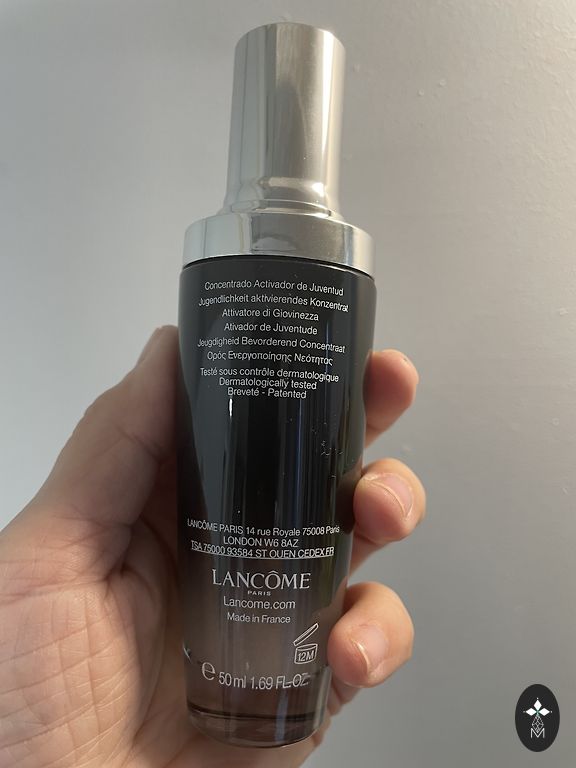 Concentrado Activador de Juventud
Jugendlichkeit aktivierendes Konzentrat
Attivatore di Giovinezza
Ativador de Juventude
Jeugdigheid Bevorderend Concentraat
Ορός Ενεργοποίησης Νεότητας
Testé sous contrôle dermatologique
Dermatologically tested
Breveté - Patented
LANCÔME PARIS 14 rue Royale 75008 Paris
LONDON W6 8AZ
TSA 75000 93584 ST OUEN CEDEX FR
LANCÔME
PARIS
Lancome.com
Made in France
12M
e 50 ml 1.69 FL.OZ.
M